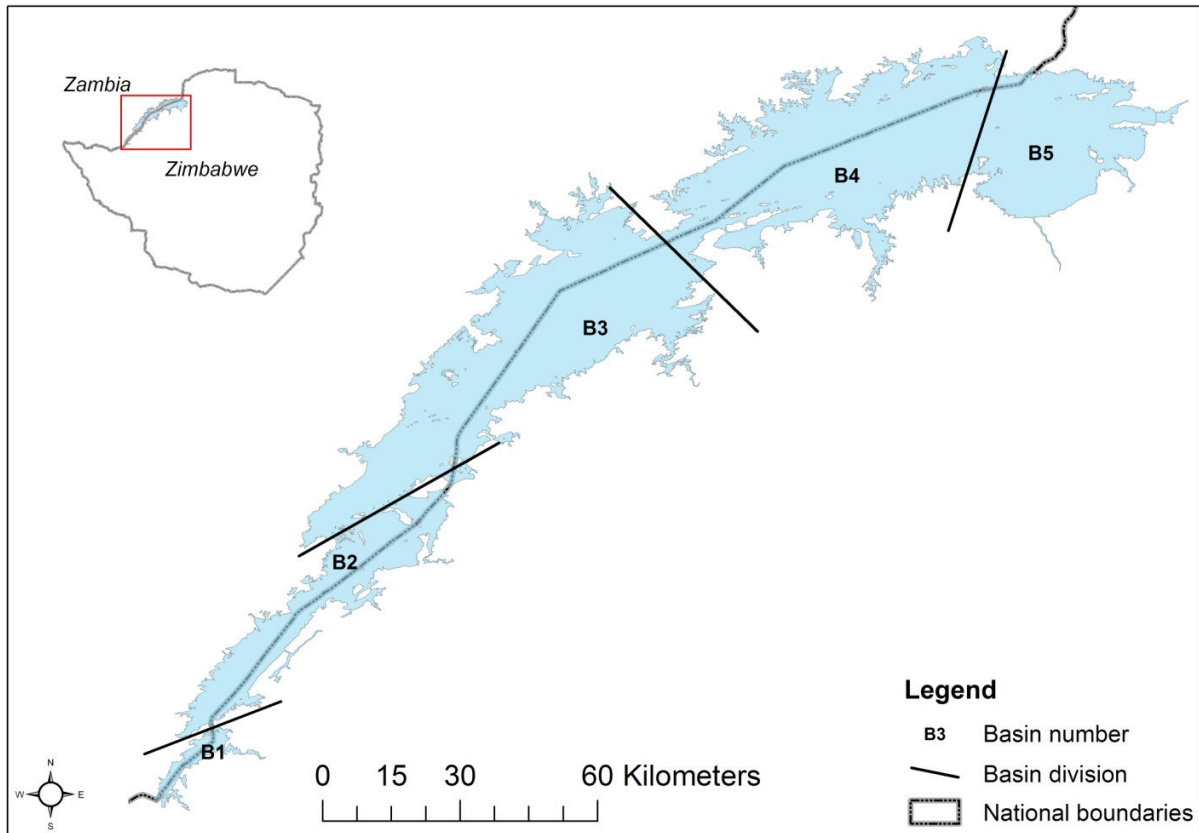 Zambia
Zimbabwe
B5
B4
B3
B2
B1
N
W E
S
0 15 30 60 Kilometers
Legend
B3 Basin number
Basin division
National boundaries